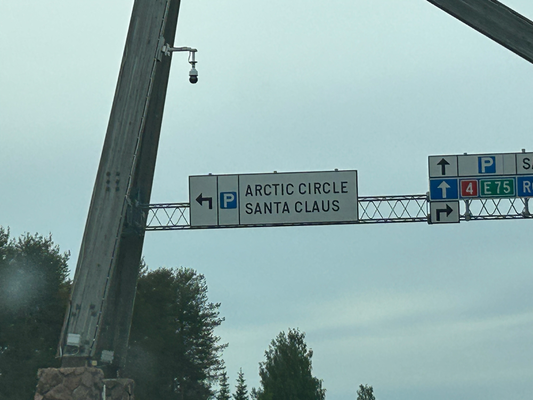 P ARCTIC CIRCLE
SANTA CLAUS
P
4 E75